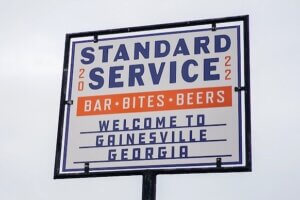 STANDARD
20 SERVICE 22
BAR • BITES • BEERS
WELCOME TO
GAINESVILLE
GEORGIA